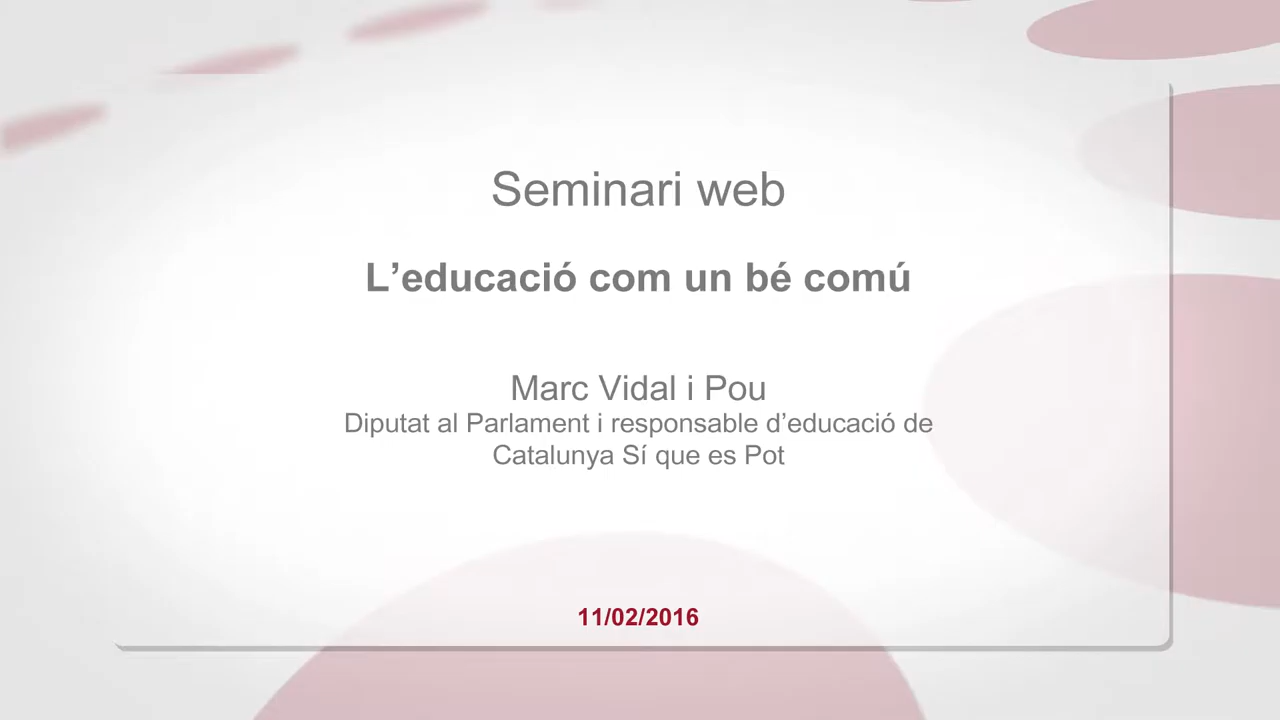 Seminari web
L’educació com un bé comú
Marc Vidal i Pou
Diputat al Parlament i responsable d’educació de
Catalunya Sí que es Pot
11/02/2016